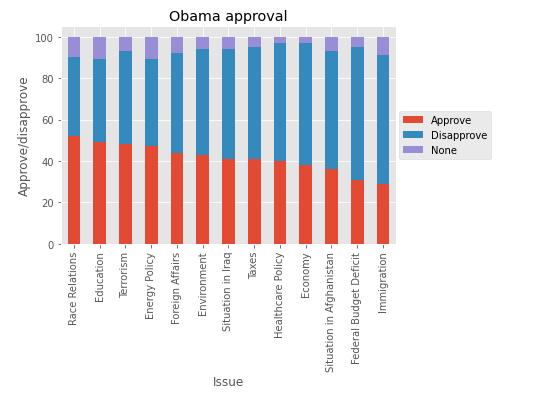 Obama approval
Approve/disapprove
100
80
60
40
20
0
Race Relations
Education
Terrorism
Energy Policy
Foreign Affairs
Environment
Situation in Iraq
Taxes
Healthcare Policy
Economy
Situation in Afghanistan
Federal Budget Deficit
Immigration
Issue
Approve
Disapprove
None